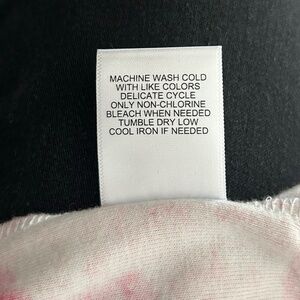 MACHINE WASH COLD
WITH LIKE COLORS
DELICATE CYCLE
ONLY NON-CHLORINE
BLEACH WHEN NEEDED
TUMBLE DRY LOW
COOL IRON IF NEEDED